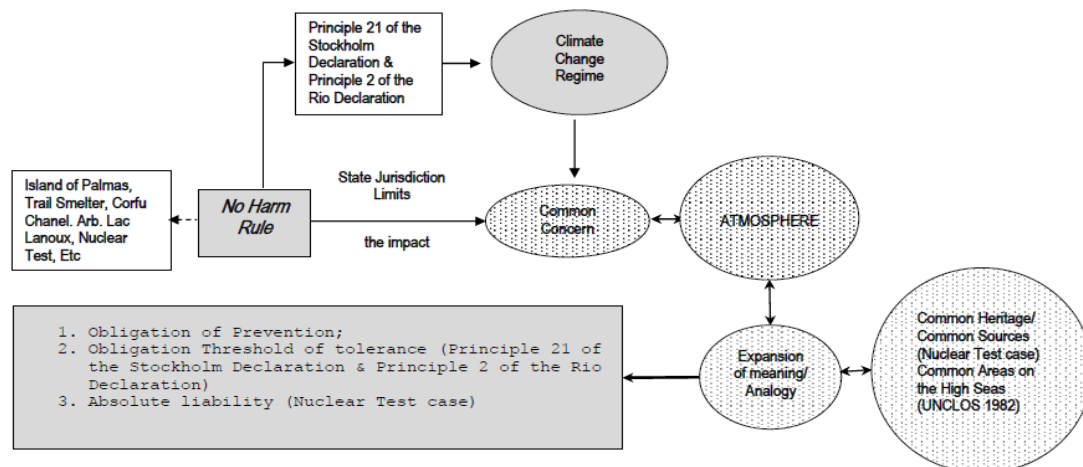 Principle 21 of the
Stockholm
Declaration &
Principle 2 of the
Rio Declaration
Climate
Change
Regime
Island of Palmas,
Trail Smelter, Corfu
Chanel. Arb. Lac
Lanoux, Nuclear
Test, Etc
No Harm
Rule
State Jurisdiction
Limits
the impact
Common
Concern
ATMOSPHERE
1. Obligation of Prevention;
2. Obligation Threshold of tolerance (Principle 21 of
the Stockholm Declaration & Principle 2 of the Rio
Declaration)
3. Absolute liability (Nuclear Test case)
Expansion
of meaning/
Analogy
Common Heritage/
Common Sources
(Nuclear Test case)
Common Areas on
the High Seas
(UNCLOS 1982)